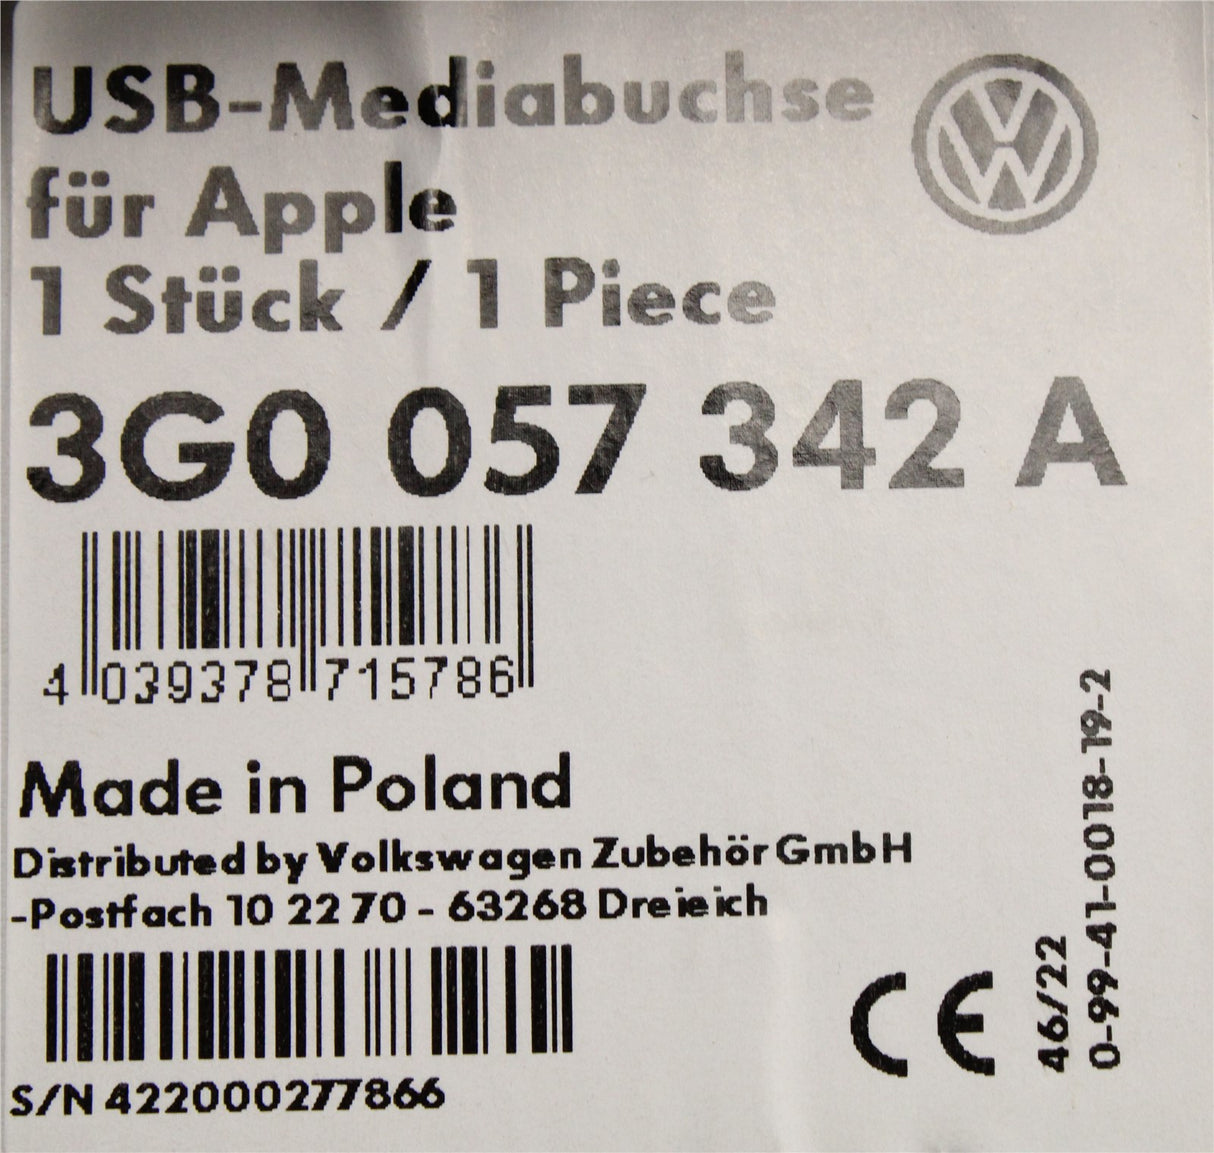 USB-Mediabuchse
für Apple
1 Stück / 1 Piece
3G0 057 342 A
4 039378 715786
Made in Poland
Distributed by Volkswagen Zubehör GmbH
-Postfach 10 22 70 - 63268 Dreieich
S/N 422000277866
CE
46/22
0-99-41-0018-19-2